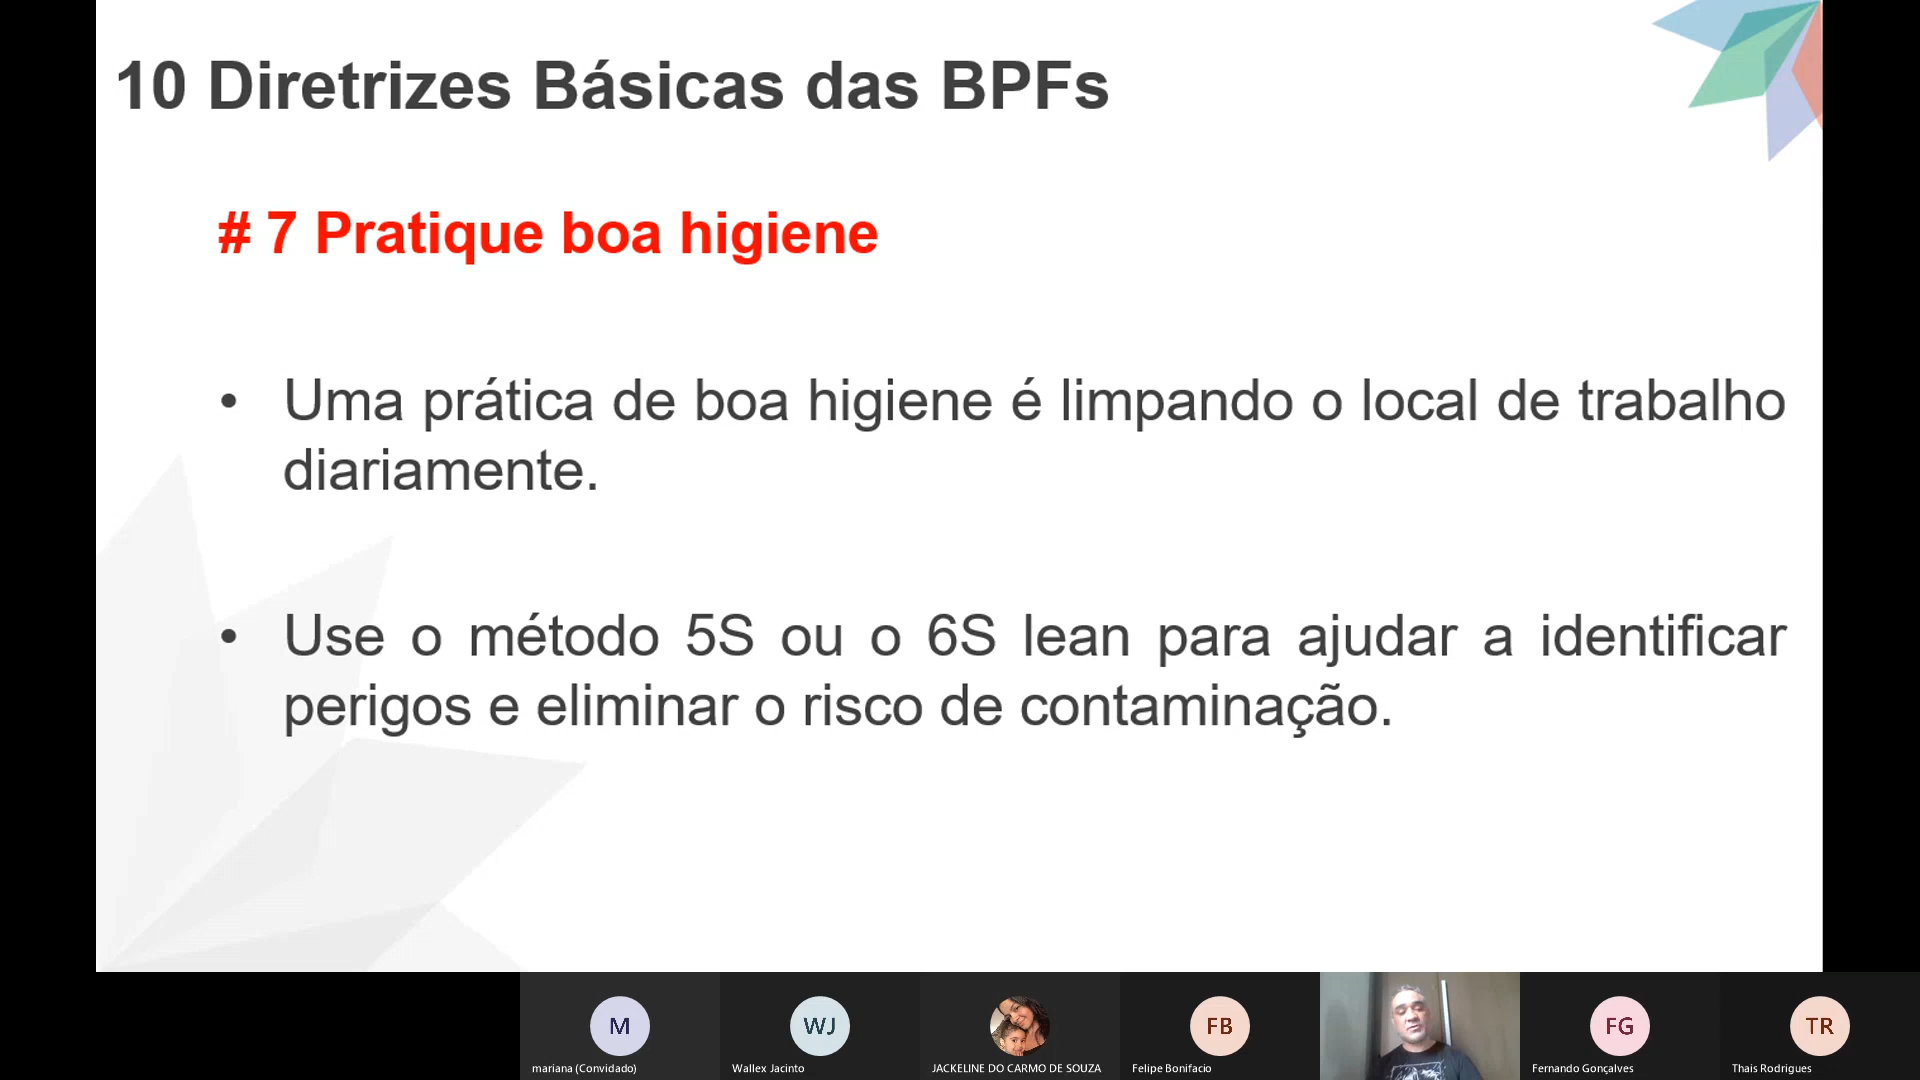 10 Diretrizes Básicas das BPFs
# 7 Pratique boa higiene
• Uma prática de boa higiene é limpando o local de trabalho
diariamente.
• Use o método 5S ou o 6S lean para ajudar a identificar
perigos e eliminar o risco de contaminação.
M
WJ
FB
FG
TR
mariana (Convidado)
Wallex Jacinto
JACKELINE DO CARMO DE SOUZA
Felipe Bonifacio
Fernando Gonçalves
Thais Rodrigues